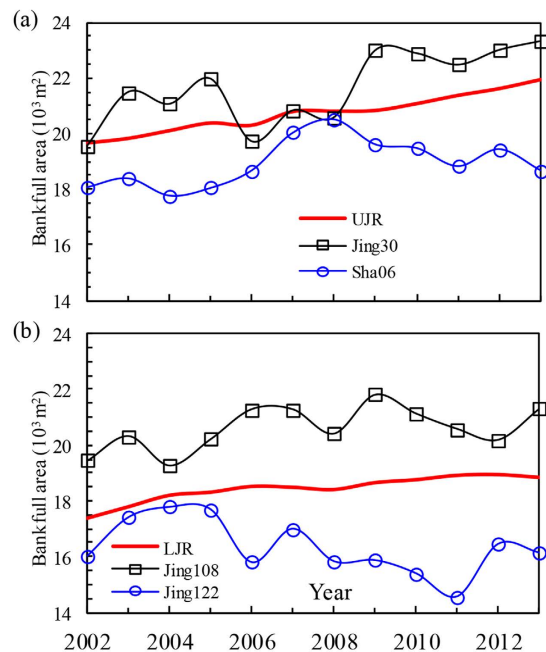 (a)
24
22
20
18
16
14
Bankfull area (10³ m²)
UJR
Jing30
Sha06
(b)
24
22
20
18
16
14
Bankfull area (10³ m²)
LJR
Jing108
Jing122
Year
2002 2004 2006 2008 2010 2012